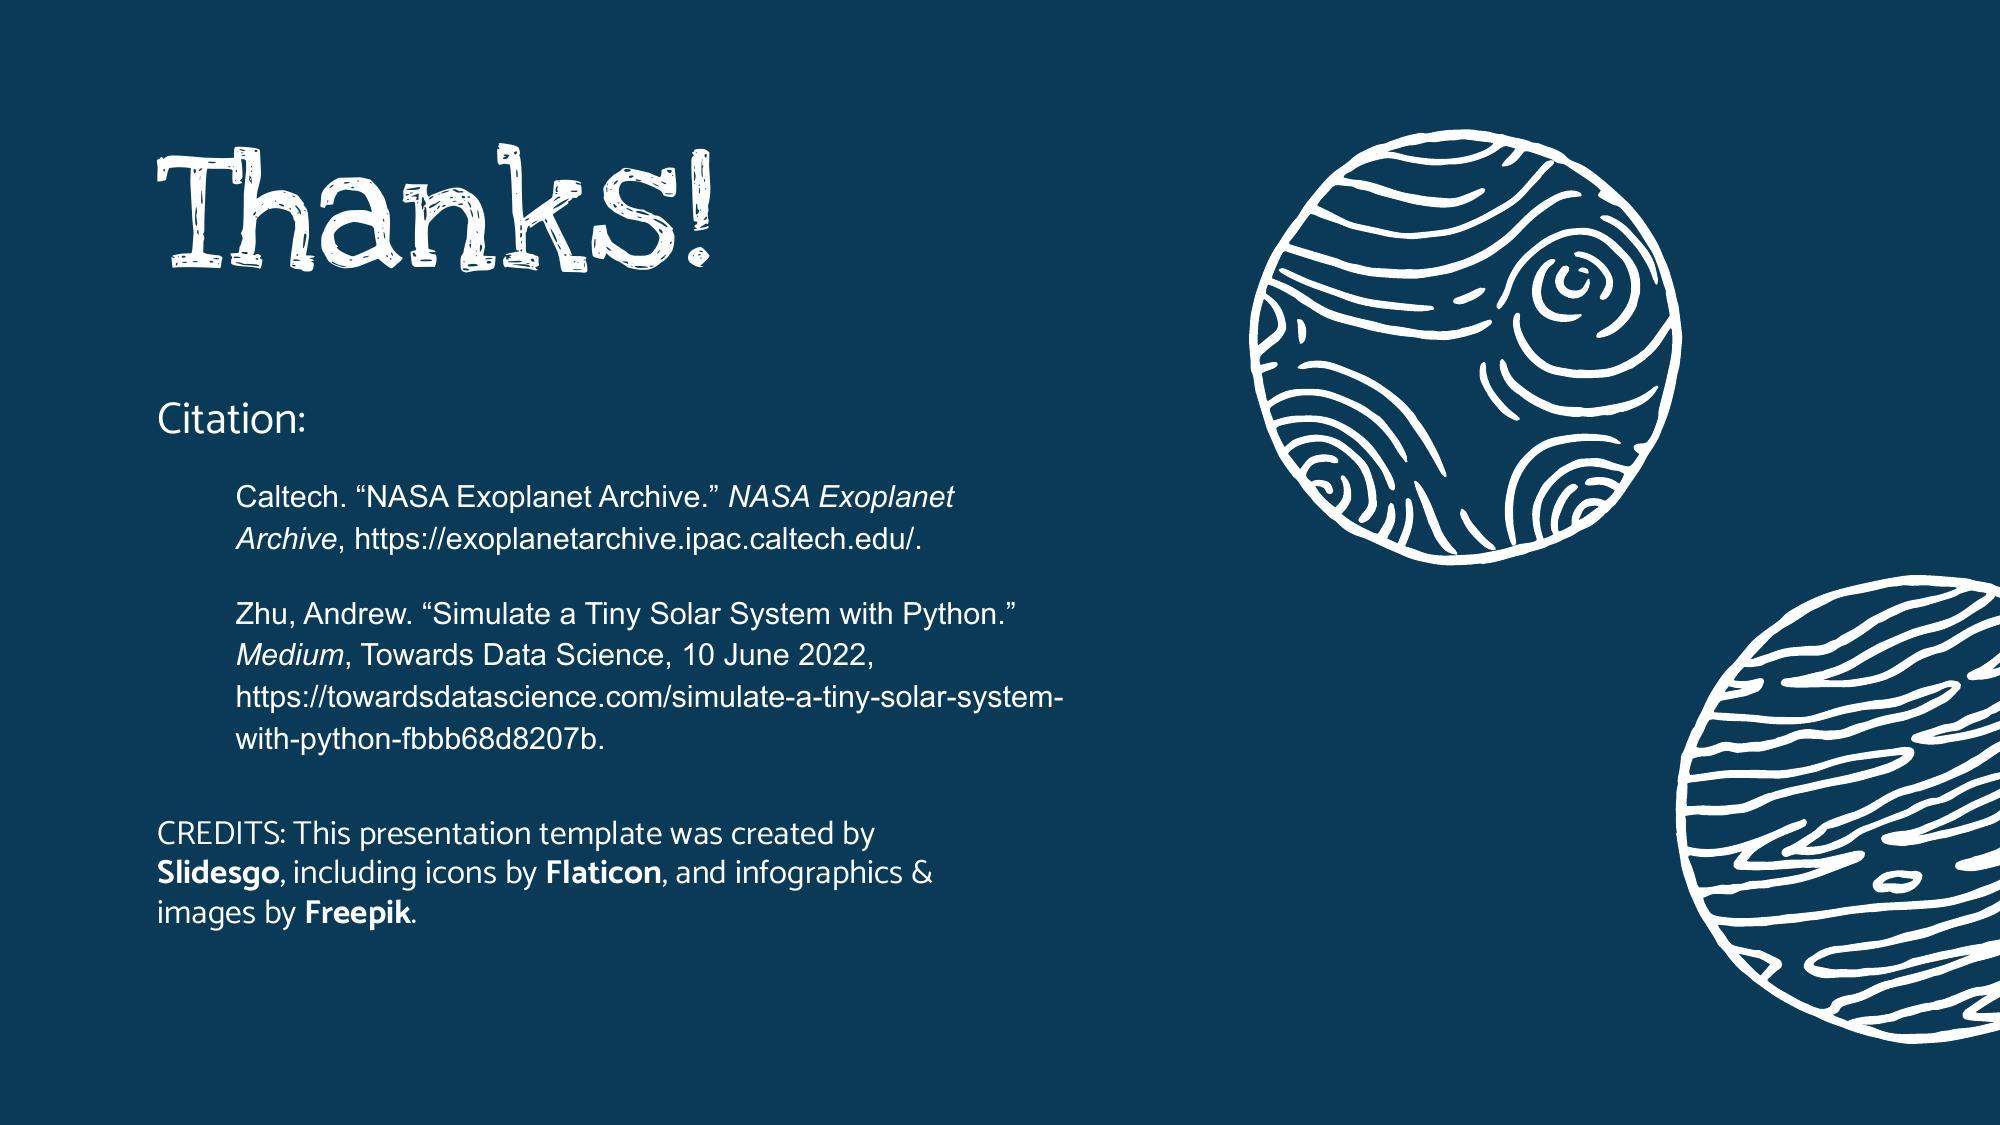 Thanks!
Citation:
Caltech. “NASA Exoplanet Archive.” NASA Exoplanet
Archive, https://exoplanetarchive.ipac.caltech.edu/.
Zhu, Andrew. “Simulate a Tiny Solar System with Python.”
Medium, Towards Data Science, 10 June 2022,
https://towardsdatascience.com/simulate-a-tiny-solar-system-
with-python-fbbb68d8207b.
CREDITS: This presentation template was created by
Slidesgo, including icons by Flaticon, and infographics &
images by Freepik.